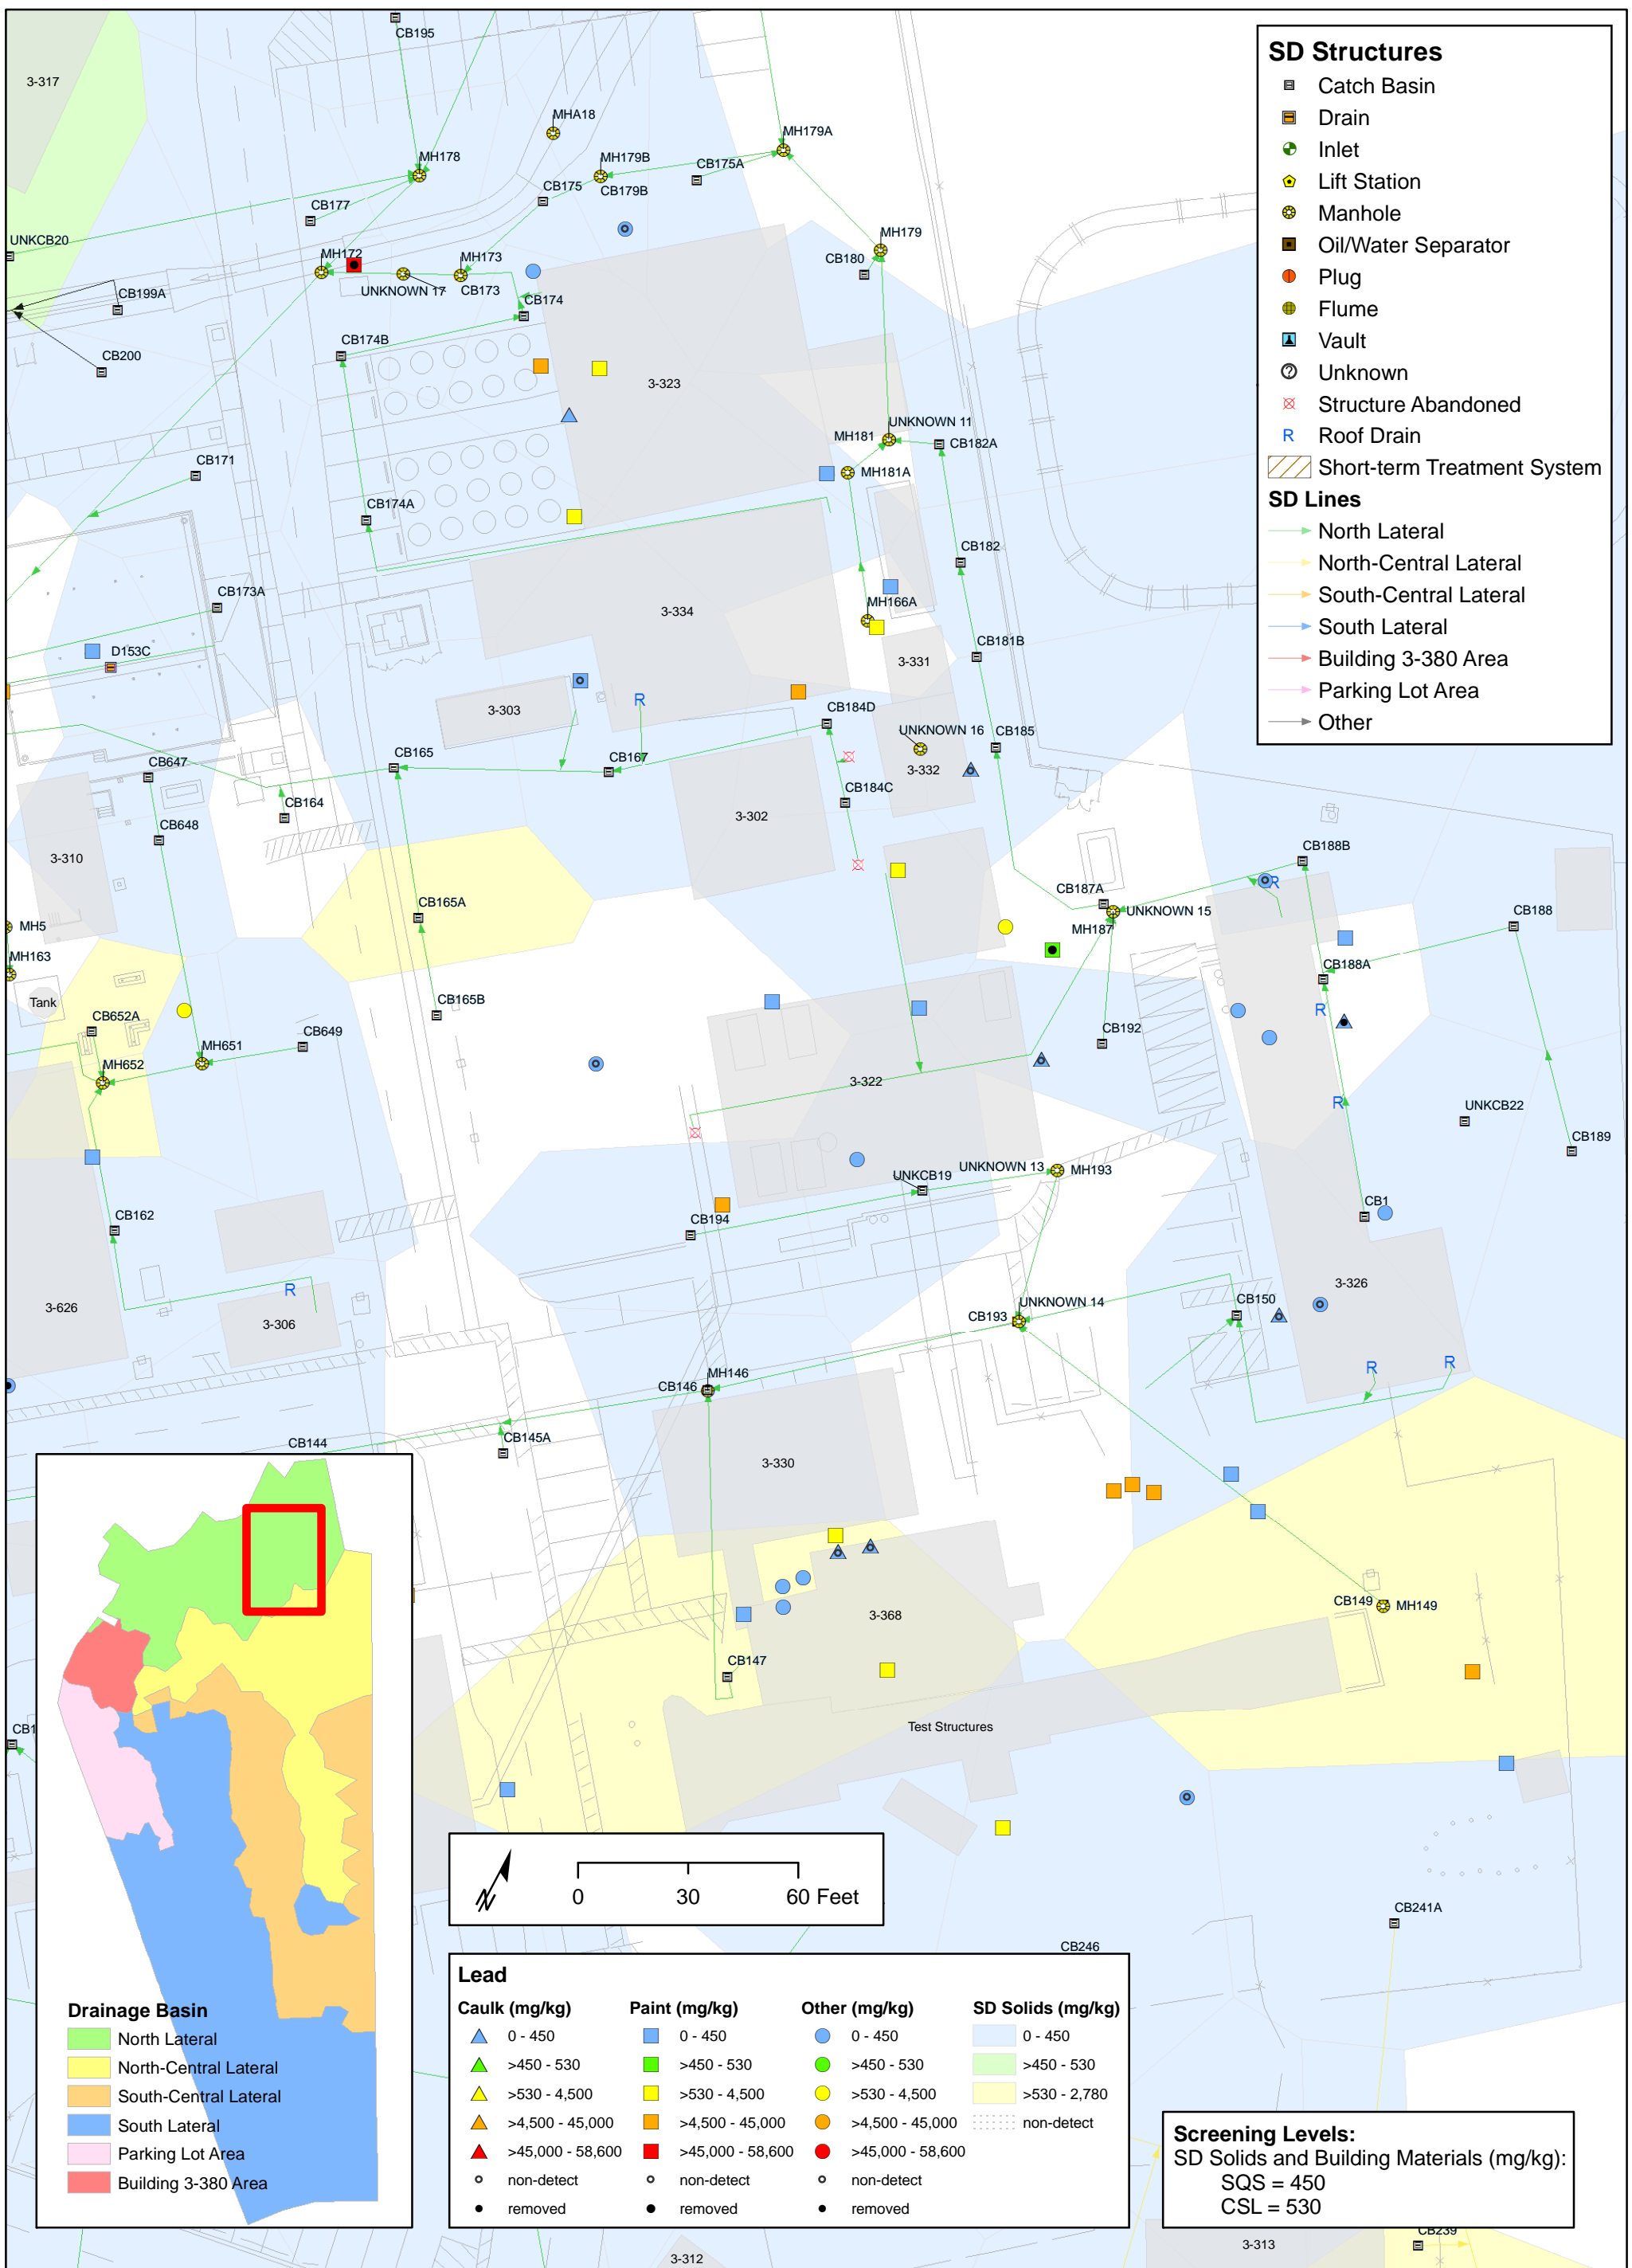 SD Structures
Catch Basin
Drain
Inlet
Lift Station
Manhole
Oil/Water Separator
Plug
Flume
Vault
Unknown
Structure Abandoned
R Roof Drain
Short-term Treatment System
SD Lines
North Lateral
North-Central Lateral
South-Central Lateral
South Lateral
Building 3-380 Area
Parking Lot Area
Other
CB195
3-317
MHA18
MH179A
MH178
MH179B
CB175A
CB175
CB179B
CB177
UNKCB20
MH179
MH172
MH173
CB180
CB199A
UNKNOWN 17
CB173
CB174
CB174B
CB200
3-323
UNKNOWN 11
MH181
CB182A
CB171
MH181A
CB174A
CB182
CB173A
MH166A
3-334
D153C
CB181B
3-331
R
3-303
CB184D
UNKNOWN 16
CB185
CB165
CB167
3-332
CB647
CB164
CB184C
3-302
CB648
3-310
CB188B
R
CB187A
CB165A
UNKNOWN 15
CB188
MH5
MH187
MH163
CB188A
Tank
CB165B
R
CB652A
CB649
CB192
MH651
MH652
3-322
R
UNKCB22
CB189
UNKNOWN 13
MH193
UNKCB19
CB1
CB162
CB194
R
3-326
3-626
3-306
UNKNOWN 14
CB193
CB150
R
R
MH146
CB146
CB144
CB145A
3-330
CB149
MH149
3-368
CB147
Test Structures
CB1
0
30
60 Feet
N
CB241A
CB246
Drainage Basin
North Lateral
North-Central Lateral
South-Central Lateral
South Lateral
Parking Lot Area
Building 3-380 Area
Lead
Caulk (mg/kg) Paint (mg/kg) Other (mg/kg) SD Solids (mg/kg)
0 - 450 0 - 450 0 - 450 0 - 450
>450 - 530 >450 - 530 >450 - 530 >450 - 530
>530 - 4,500 >530 - 4,500 >530 - 4,500 >530 - 2,780
>4,500 - 45,000 >4,500 - 45,000 >4,500 - 45,000 non-detect
>45,000 - 58,600 >45,000 - 58,600 >45,000 - 58,600
non-detect non-detect non-detect
removed removed removed
Screening Levels:
SD Solids and Building Materials (mg/kg):
SQS = 450
CSL = 530
CB239
3-313
3-312